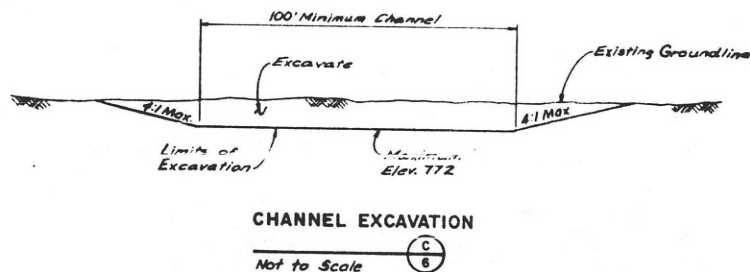 100' Minimum Channel
Excavate
Existing Groundline
4:1 Max.
4:1 Max
Limits of
Excavation
Maximum
Elev. 772
CHANNEL EXCAVATION
C
6
Not to Scale